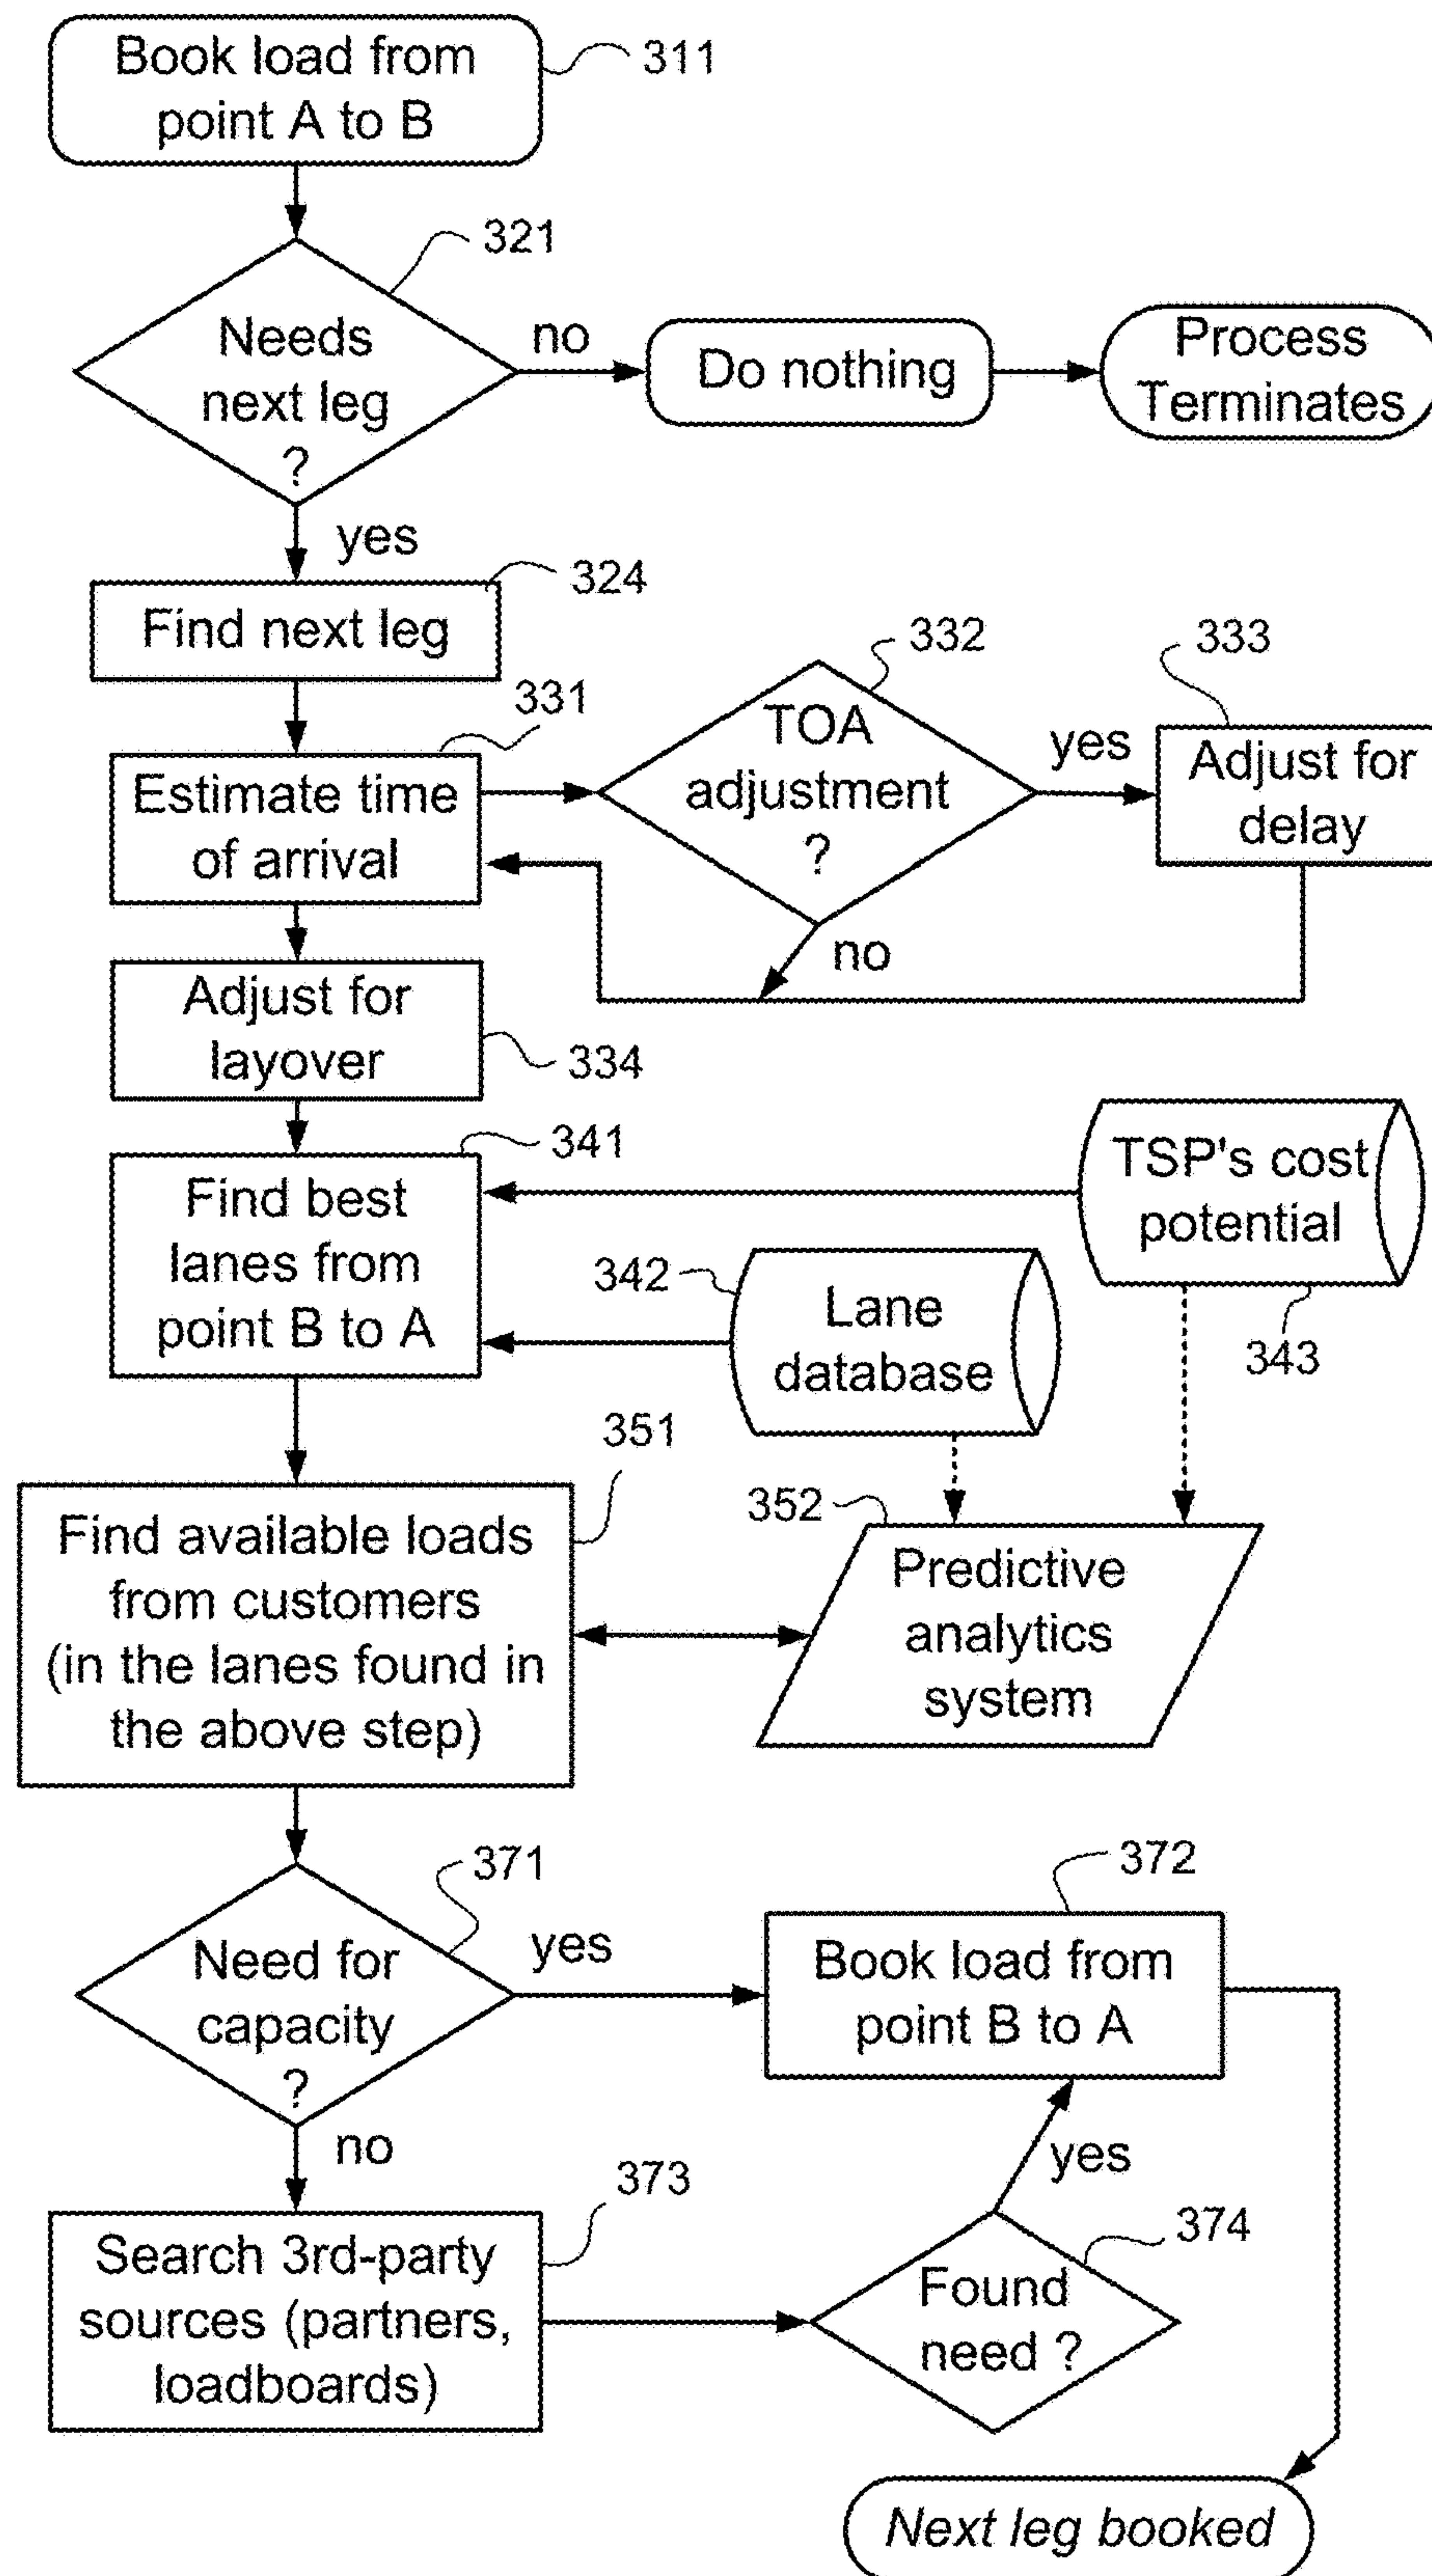 Book load from
point A to B
311
321
Needs
next leg
?
no
Do nothing
Process
Terminates
yes
324
Find next leg
331
Estimate time
of arrival
332
TOA
adjustment
?
yes
333
Adjust for
delay
no
Adjust for
layover
334
341
Find best
lanes from
point B to A
TSP's cost
potential
343
342
Lane
database
351
Find available loads
from customers
(in the lanes found in
the above step)
352
Predictive
analytics
system
371
Need for
capacity
?
yes
372
Book load from
point B to A
no
373
Search 3rd-party
sources (partners,
loadboards)
yes
374
Found
need ?
Next leg booked